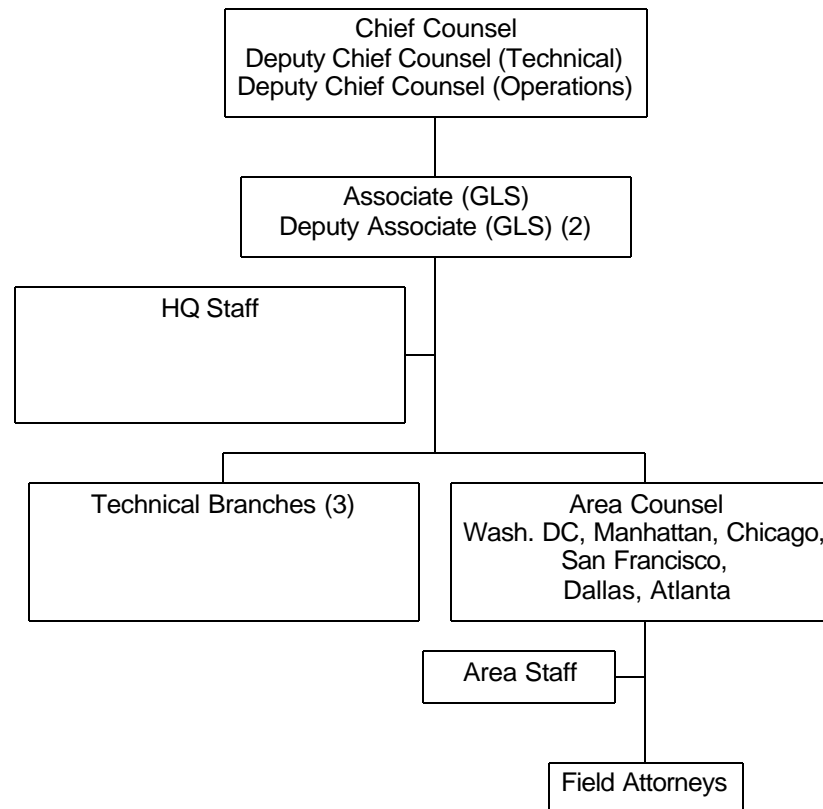 Chief Counsel
Deputy Chief Counsel (Technical)
Deputy Chief Counsel (Operations)
Associate (GLS)
Deputy Associate (GLS) (2)
HQ Staff
Technical Branches (3)
Area Counsel
Wash. DC, Manhattan, Chicago,
San Francisco,
Dallas, Atlanta
Area Staff
Field Attorneys